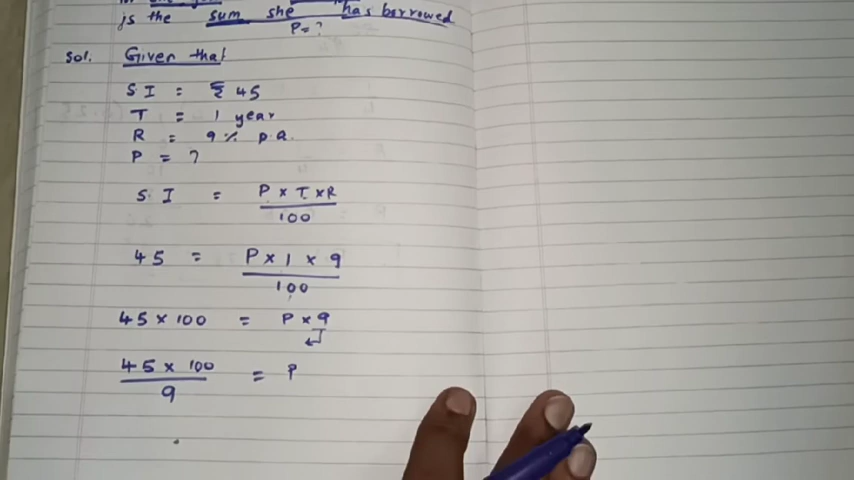 is the sum she has borrowed
P = ?
Sol. Given that
S I = ₹ 45
T = 1 year
R = 9 % p.a.
P = ?
S.I = P × T × R
100
45 = P × 1 × 9
100
45 × 100 = P × 9
45 × 100 = P
9